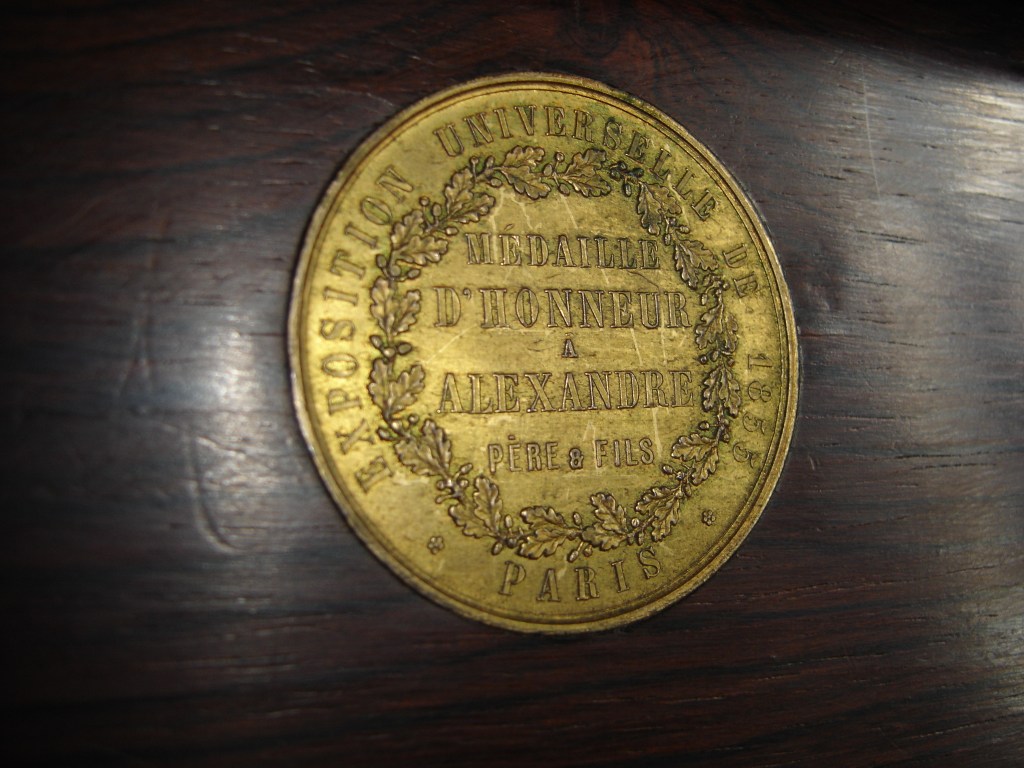 EXPOSITION UNIVERSELLE DE 1855
MÉDAILLE
D'HONNEUR
A
ALEXANDRE
PÈRE & FILS
PARIS